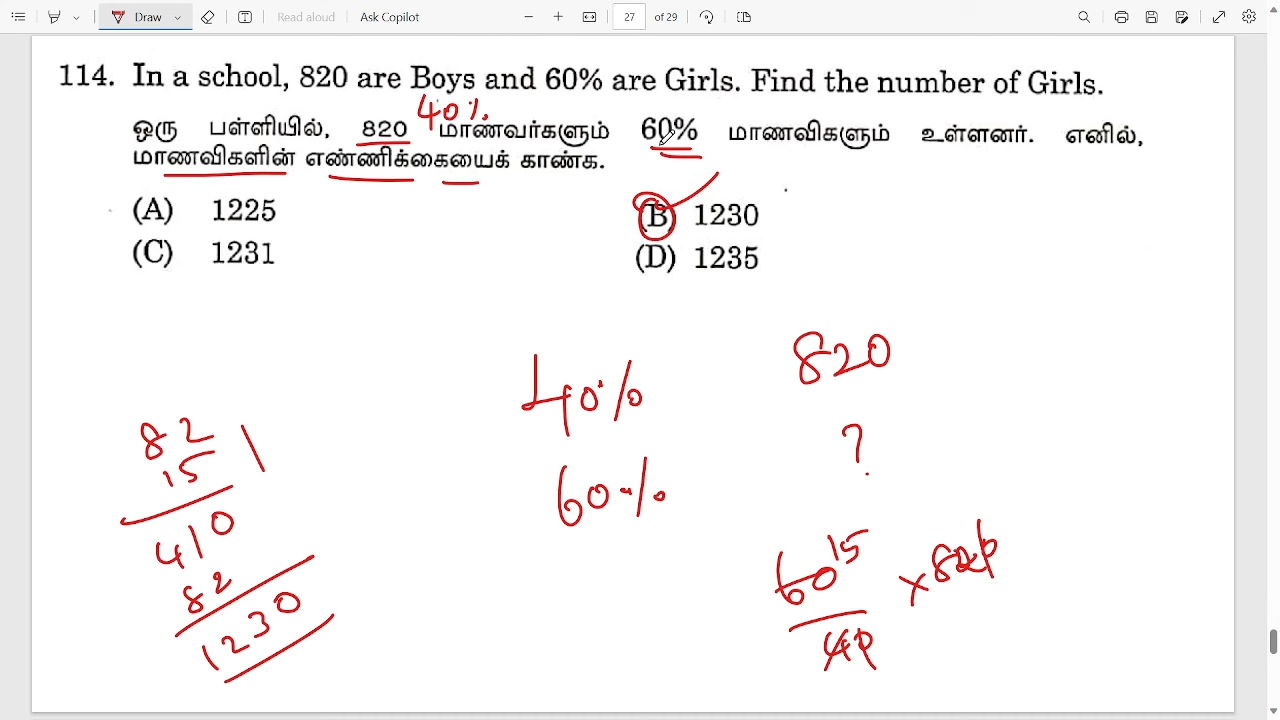 Draw Read aloud Ask Copilot 27 of 29
114. In a school, 820 are Boys and 60% are Girls. Find the number of Girls.
40%
ஒரு பள்ளியில், 820 மாணவர்களும் 60% மாணவிகளும் உள்ளனர். எனில்,
மாணவிகளின் எண்ணிக்கையைக் காண்க.
(A) 1225 (B) 1230
(C) 1231 (D) 1235
40% 820
60% ?
82
15
410
82
1230
60 15 × 820
40